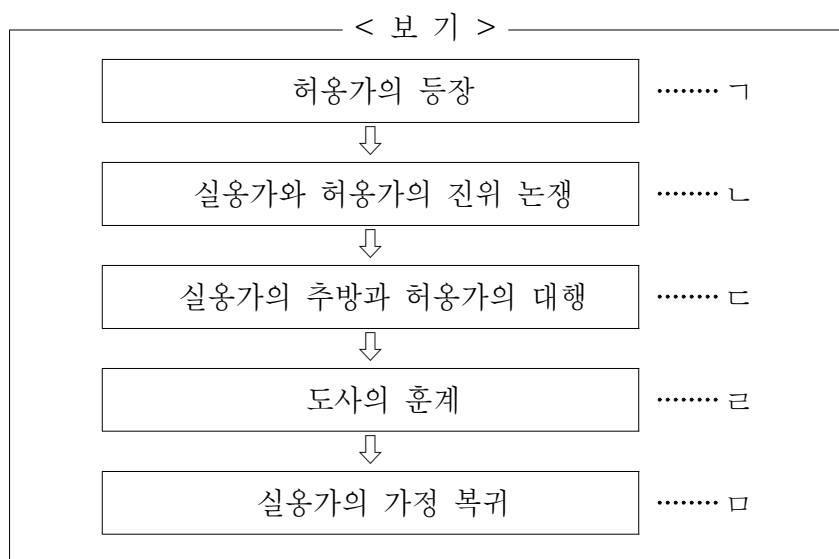 < 보 기 >
허옹가의 등장 ········ ㄱ
실옹가와 허옹가의 진위 논쟁 ········ ㄴ
실옹가의 추방과 허옹가의 대행 ········ ㄷ
도사의 훈계 ········ ㄹ
실옹가의 가정 복귀 ········ ㅁ